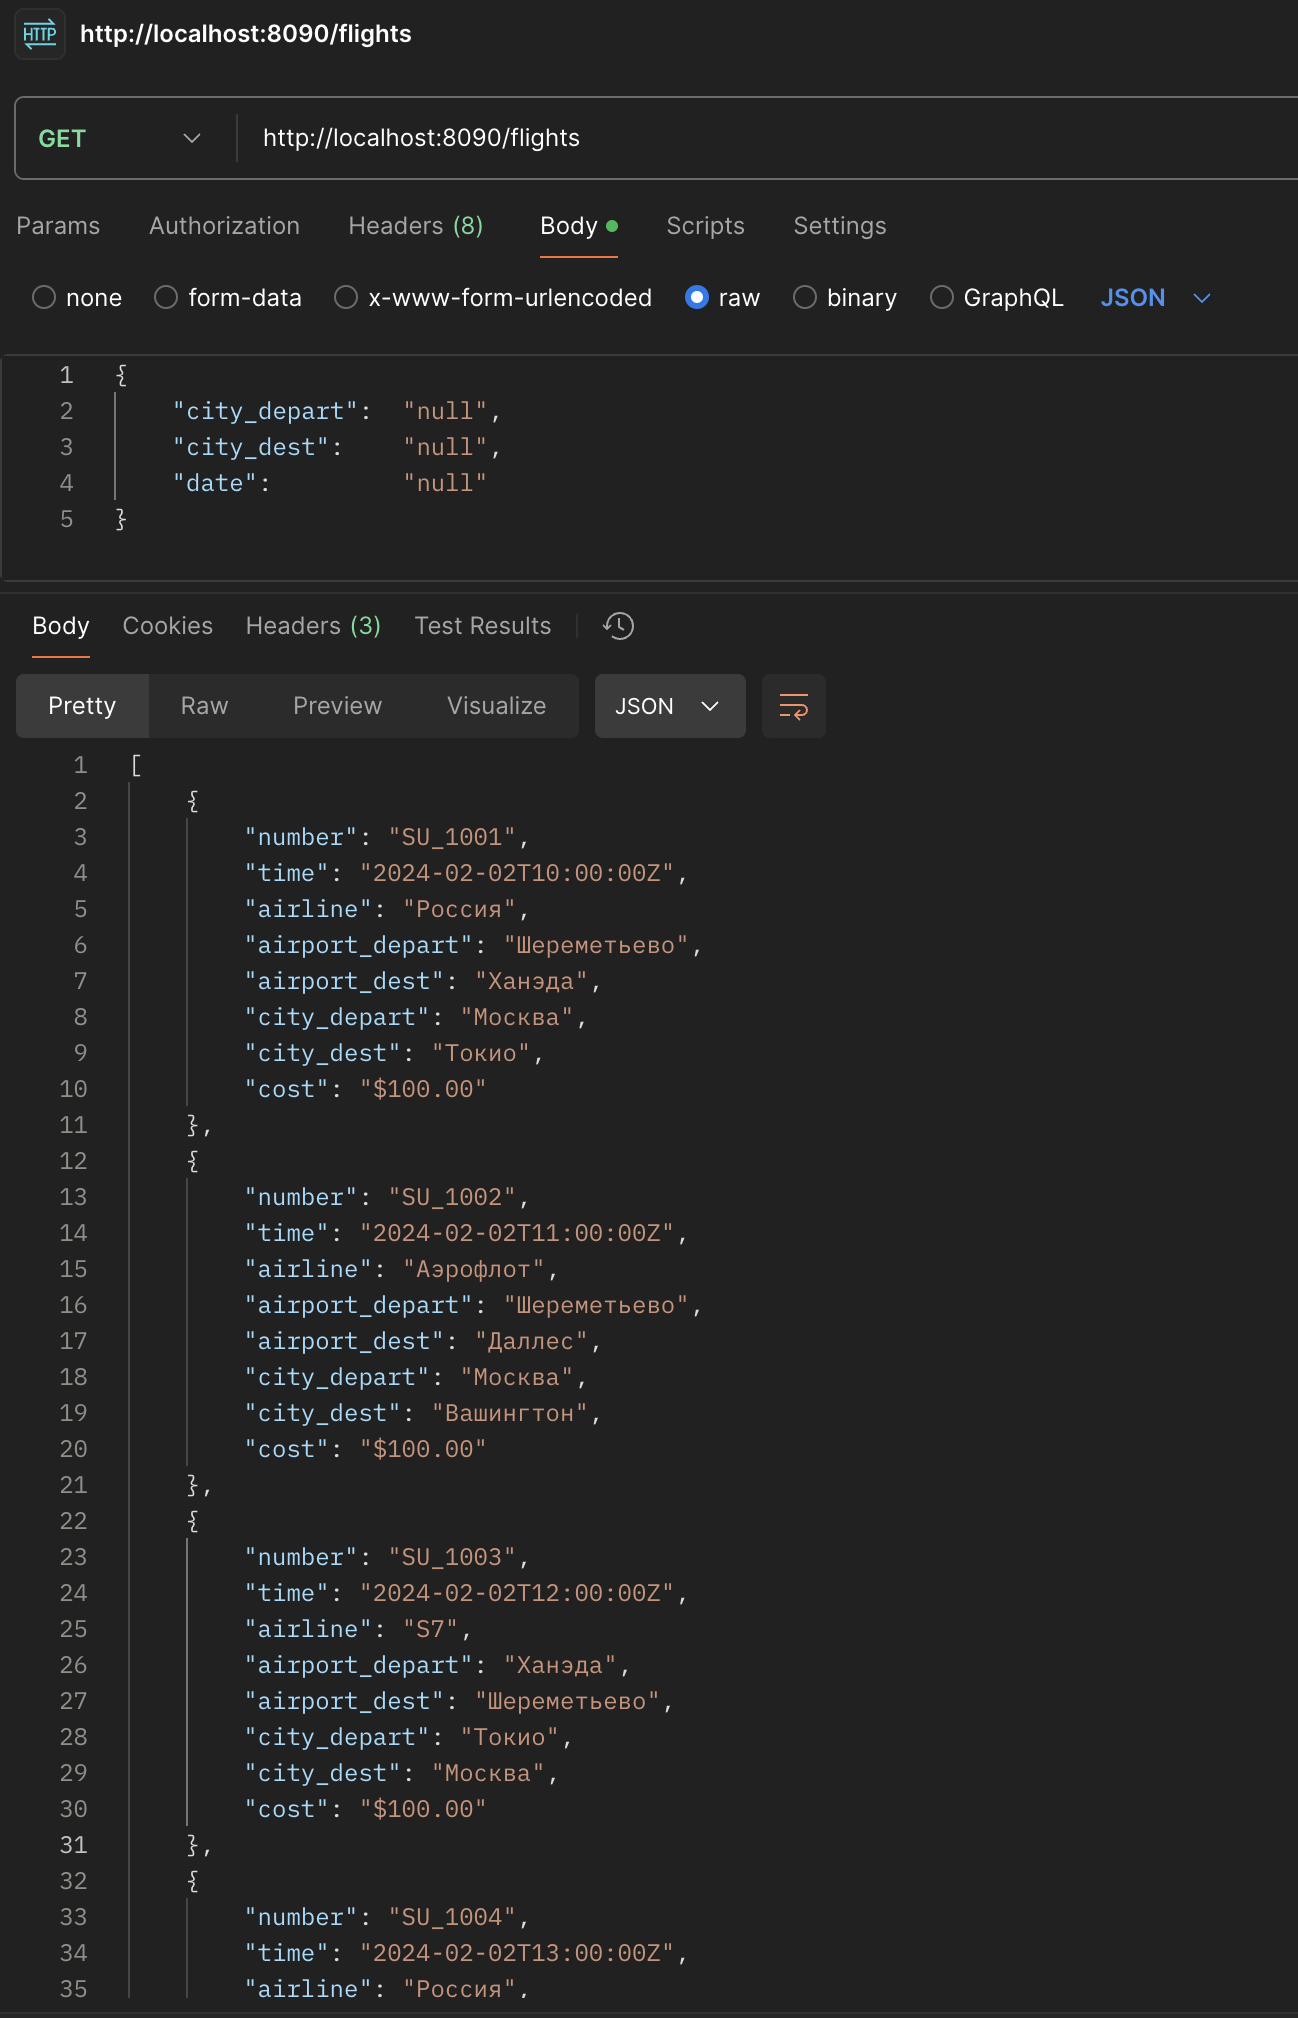 HTTP http://localhost:8090/flights
GET http://localhost:8090/flights
Params Authorization Headers (8) Body Scripts Settings
none form-data x-www-form-urlencoded raw binary GraphQL JSON
1 {
2 "city_depart": "null",
3 "city_dest": "null",
4 "date": "null"
5 }
Body Cookies Headers (3) Test Results
Pretty Raw Preview Visualize JSON
1 [
2 {
3 "number": "SU_1001",
4 "time": "2024-02-02T10:00:00Z",
5 "airline": "Россия",
6 "airport_depart": "Шереметьево",
7 "airport_dest": "Ханэда",
8 "city_depart": "Москва",
9 "city_dest": "Токио",
10 "cost": "$100.00"
11 },
12 {
13 "number": "SU_1002",
14 "time": "2024-02-02T11:00:00Z",
15 "airline": "Аэрофлот",
16 "airport_depart": "Шереметьево",
17 "airport_dest": "Даллес",
18 "city_depart": "Москва",
19 "city_dest": "Вашингтон",
20 "cost": "$100.00"
21 },
22 {
23 "number": "SU_1003",
24 "time": "2024-02-02T12:00:00Z",
25 "airline": "S7",
26 "airport_depart": "Ханэда",
27 "airport_dest": "Шереметьево",
28 "city_depart": "Токио",
29 "city_dest": "Москва",
30 "cost": "$100.00"
31 },
32 {
33 "number": "SU_1004",
34 "time": "2024-02-02T13:00:00Z",
35 "airline": "Россия",